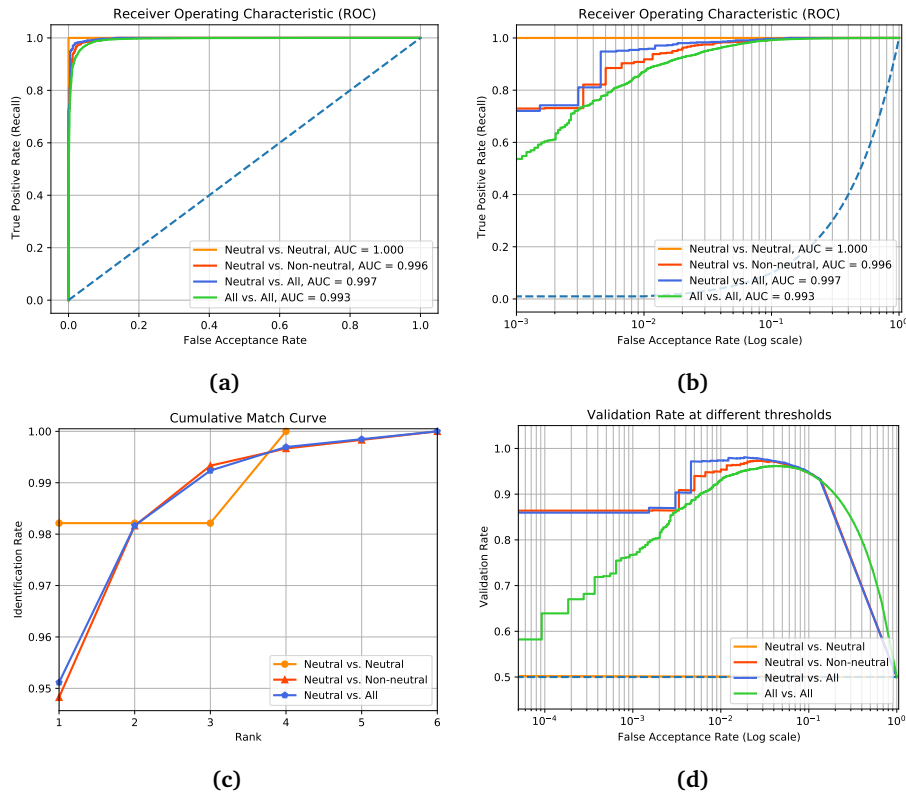 Receiver Operating Characteristic (ROC)
1.0
0.8
0.6
0.4
0.2
0.0
True Positive Rate (Recall)
Neutral vs. Neutral, AUC = 1.000
Neutral vs. Non-neutral, AUC = 0.996
Neutral vs. All, AUC = 0.997
All vs. All, AUC = 0.993
0.0 0.2 0.4 0.6 0.8 1.0
False Acceptance Rate
(a)
Receiver Operating Characteristic (ROC)
1.0
0.8
0.6
0.4
0.2
0.0
True Positive Rate (Recall)
Neutral vs. Neutral, AUC = 1.000
Neutral vs. Non-neutral, AUC = 0.996
Neutral vs. All, AUC = 0.997
All vs. All, AUC = 0.993
10⁻³ 10⁻² 10⁻¹ 10⁰
False Acceptance Rate (Log scale)
(b)
Cumulative Match Curve
1.00
0.99
0.98
0.97
0.96
0.95
Identification Rate
Neutral vs. Neutral
Neutral vs. Non-neutral
Neutral vs. All
1 2 3 4 5 6
Rank
(c)
Validation Rate at different thresholds
1.0
0.9
0.8
0.7
0.6
0.5
0.4
Validation Rate
Neutral vs. Neutral
Neutral vs. Non-neutral
Neutral vs. All
All vs. All
10⁻⁴ 10⁻³ 10⁻² 10⁻¹ 10⁰
False Acceptance Rate (Log scale)
(d)